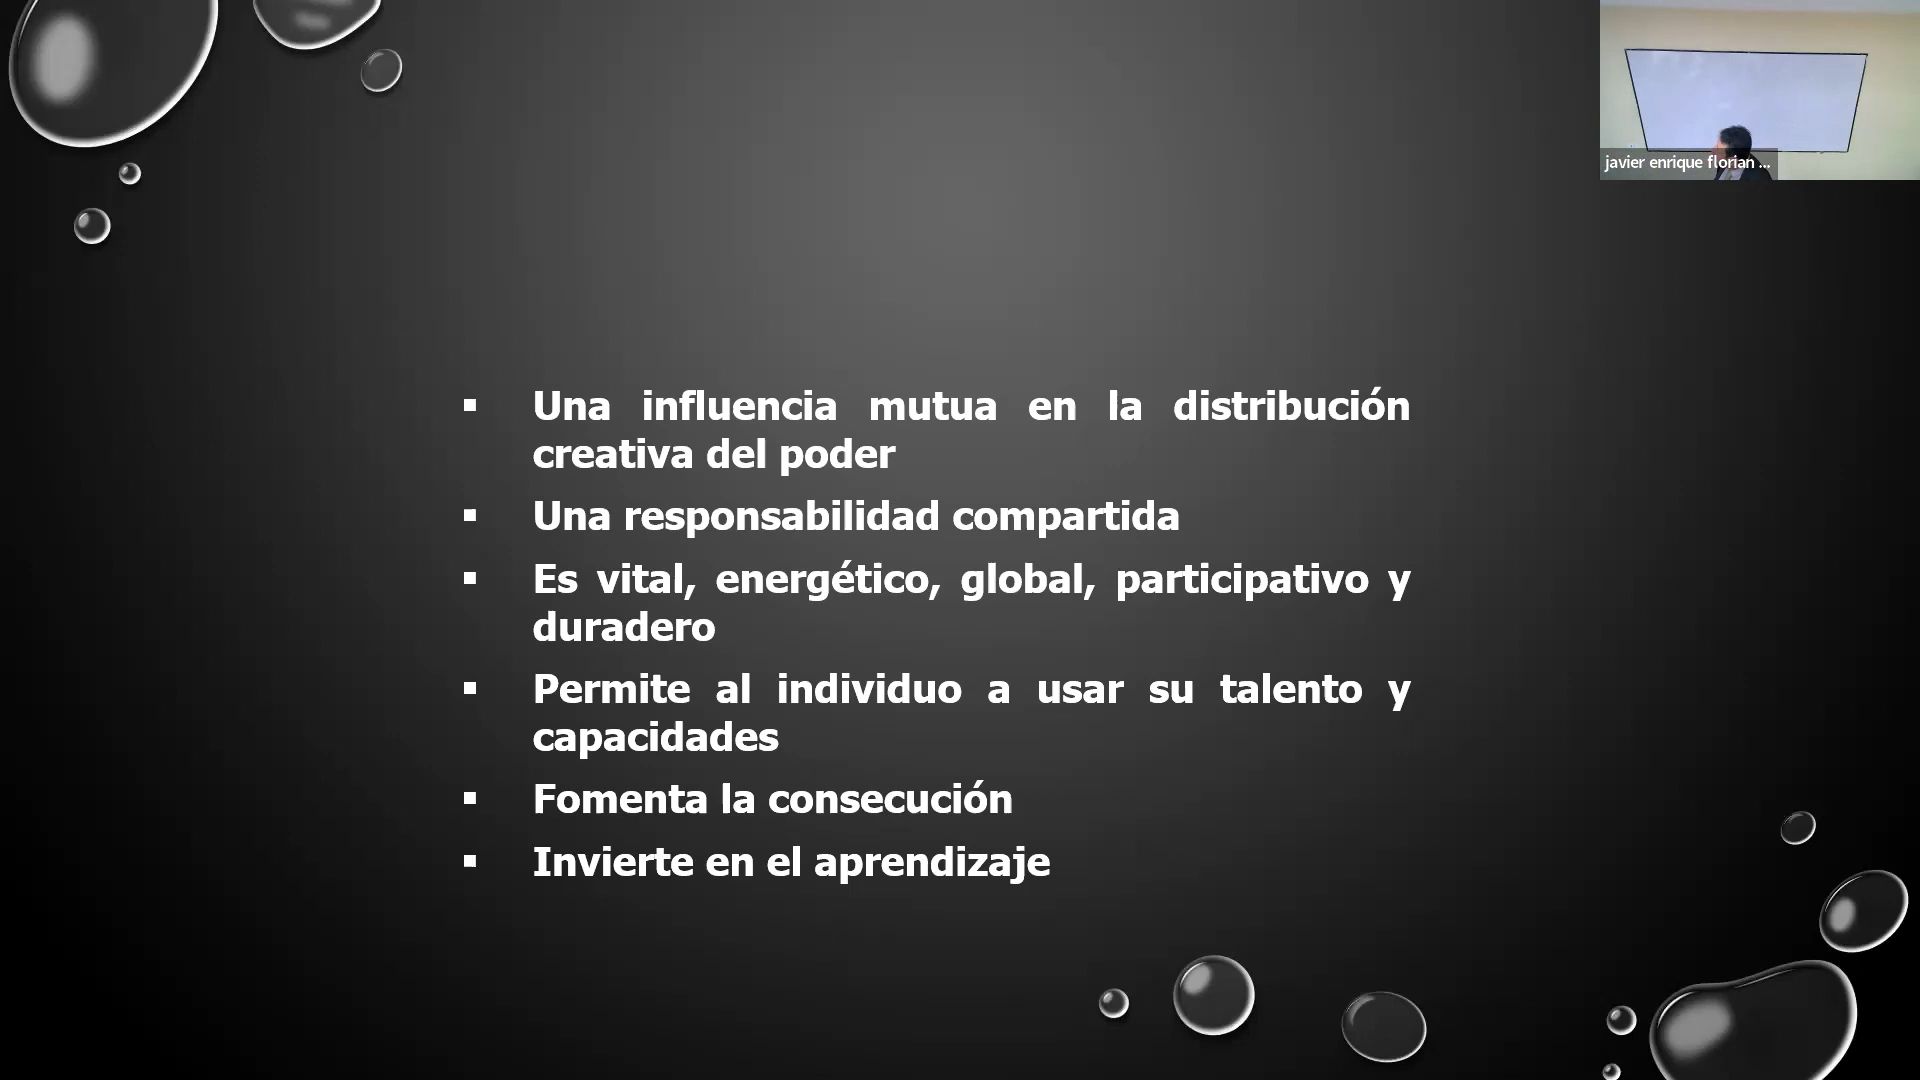 javier enrique florian ...
▪ Una influencia mutua en la distribución
creativa del poder
▪ Una responsabilidad compartida
▪ Es vital, energético, global, participativo y
duradero
▪ Permite al individuo a usar su talento y
capacidades
▪ Fomenta la consecución
▪ Invierte en el aprendizaje